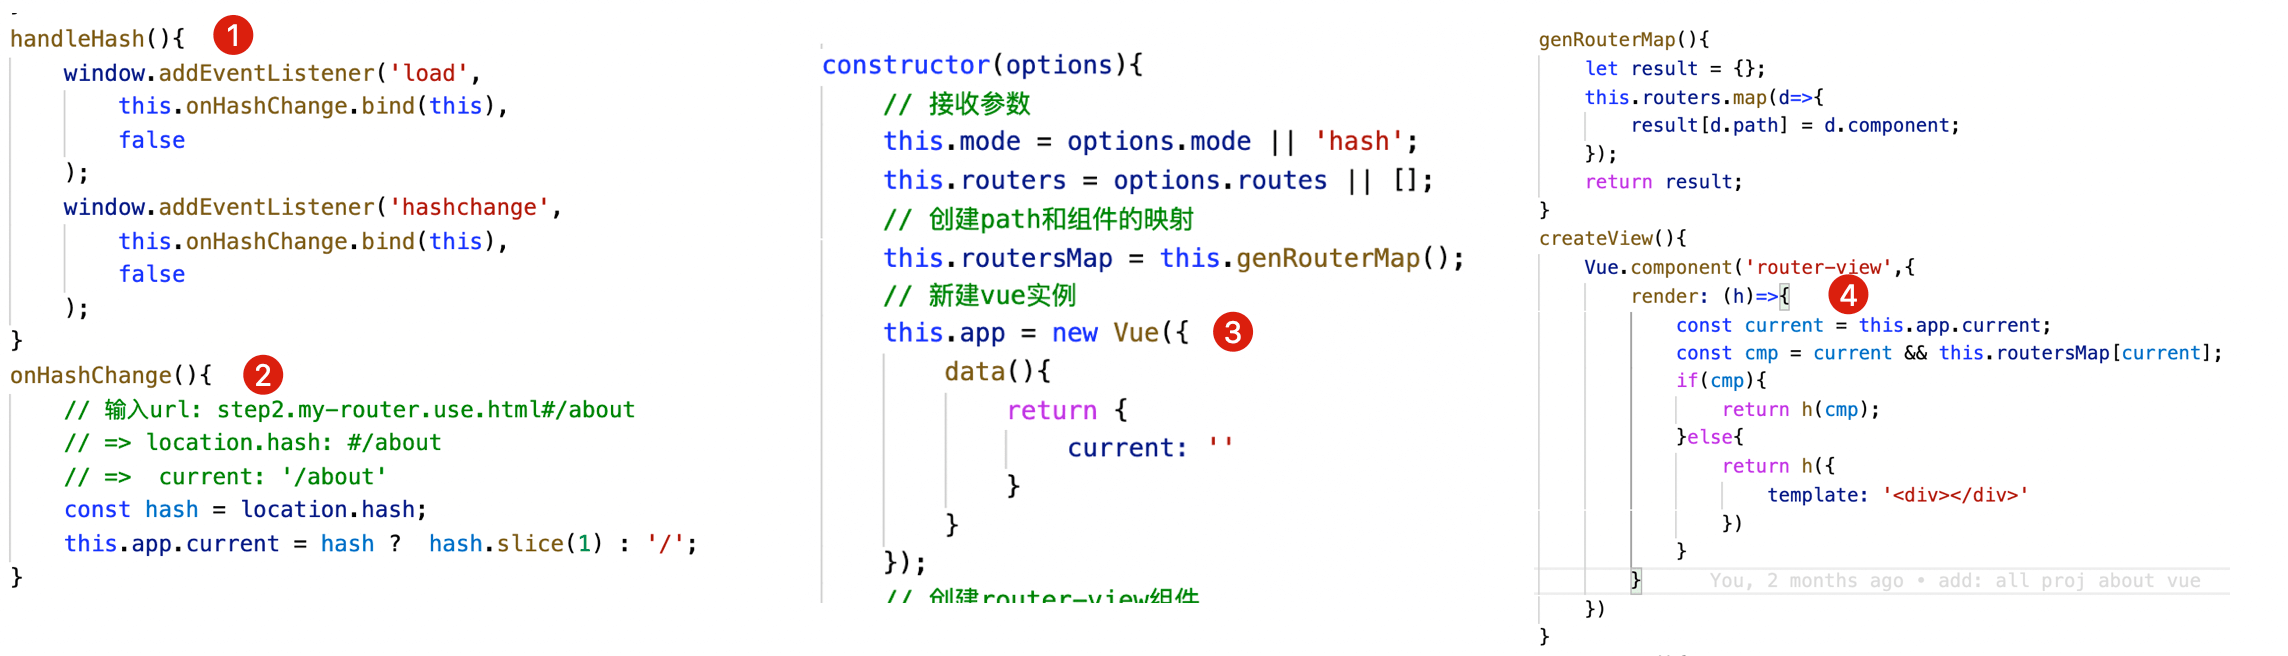 handleHash(){ 1
window.addEventListener('load',
this.onHashChange.bind(this),
false
);
window.addEventListener('hashchange',
this.onHashChange.bind(this),
false
);
}
onHashChange(){ 2
// 输入url: step2.my-router.use.html#/about
// => location.hash: #/about
// =>  current: '/about'
const hash = location.hash;
this.app.current = hash ?  hash.slice(1) : '/';
}
constructor(options){
// 接收参数
this.mode = options.mode || 'hash';
this.routers = options.routes || [];
// 创建path和组件的映射
this.routersMap = this.genRouterMap();
// 新建vue实例
this.app = new Vue({ 3
data(){
return {
current: ''
}
}
});
// 创建router-view组件
genRouterMap(){
let result = {};
this.routers.map(d=>{
result[d.path] = d.component;
});
return result;
}
createView(){
Vue.component('router-view',{
render: (h)=>{ 4
const current = this.app.current;
const cmp = current && this.routersMap[current];
if(cmp){
return h(cmp);
}else{
return h({
template: '<div></div>'
})
}
} You, 2 months ago • add: all proj about vue
})
}